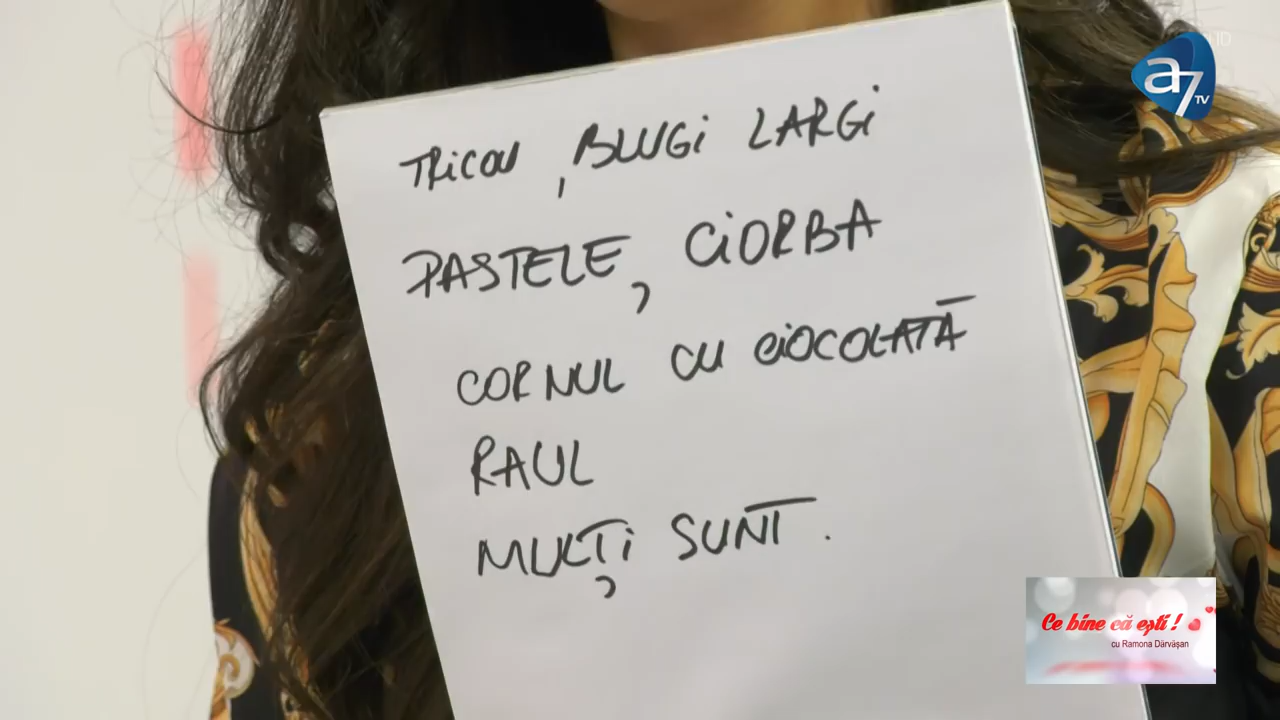 a7 TV
TRiCOU, BLUGi LARGi
PASTELE, CiORBA
CORNUL CU CiOCOLATĂ
RAUL
MULȚi SUNT.
Ce bine că ești!
cu Ramona Dărvășan